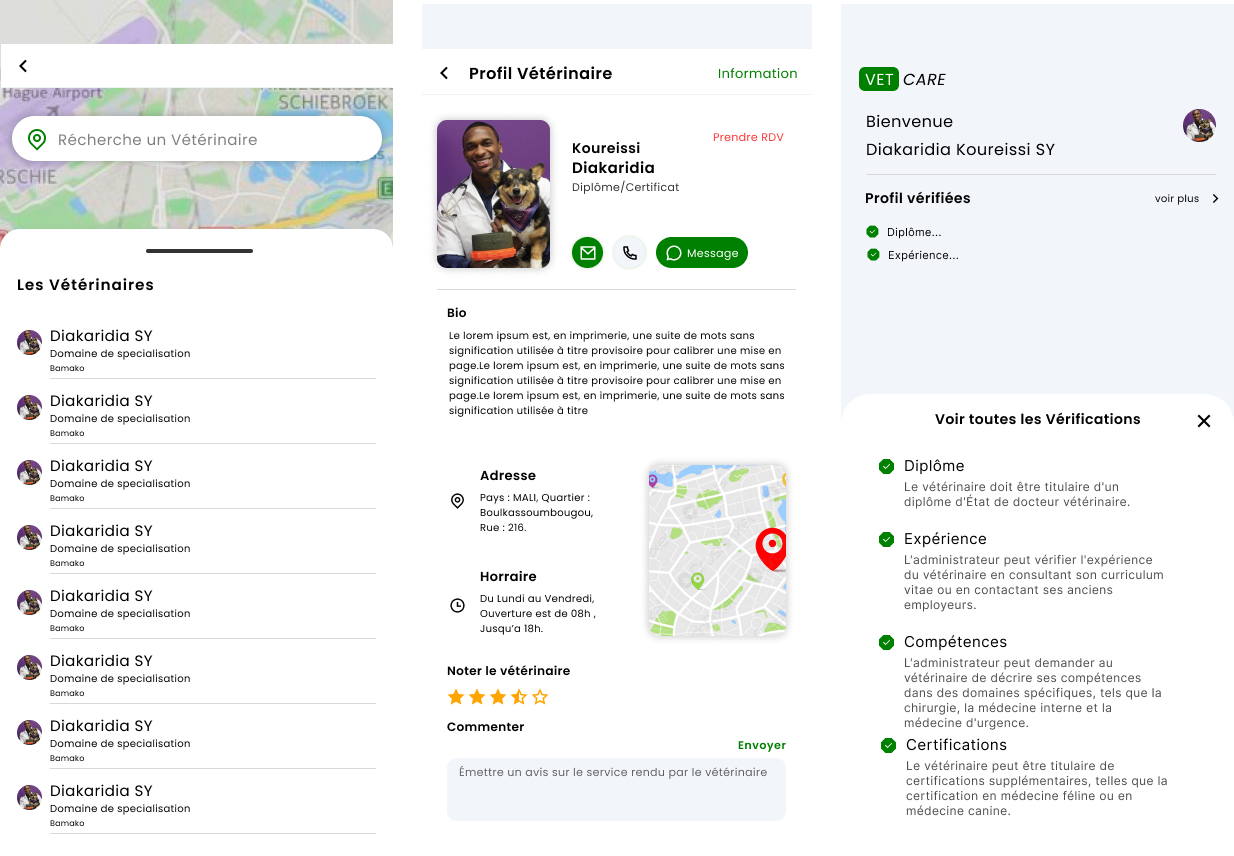 Hague Airport
SCHIEBROEK
Récherche un Vétérinaire
RSCHIE
E
Les Vétérinaires
Diakaridia SY
Domaine de specialisation
Bamako
Diakaridia SY
Domaine de specialisation
Bamako
Diakaridia SY
Domaine de specialisation
Bamako
Diakaridia SY
Domaine de specialisation
Bamako
Diakaridia SY
Domaine de specialisation
Bamako
Diakaridia SY
Domaine de specialisation
Bamako
Diakaridia SY
Domaine de specialisation
Bamako
Diakaridia SY
Domaine de specialisation
Bamako
Profil Vétérinaire
Information
Koureissi
Diakaridia
Diplôme/Certificat
Prendre RDV
Message
Bio
Le lorem ipsum est, en imprimerie, une suite de mots sans
signification utilisée à titre provisoire pour calibrer une mise en
page.Le lorem ipsum est, en imprimerie, une suite de mots sans
signification utilisée à titre provisoire pour calibrer une mise en
page.Le lorem ipsum est, en imprimerie, une suite de mots sans
signification utilisée à titre
Adresse
Pays : MALI, Quartier :
Boulkassoumbougou,
Rue : 216.
Horraire
Du Lundi au Vendredi,
Ouverture est de 08h ,
Jusqu'a 18h.
Noter le vétérinaire
Commenter
Envoyer
Émettre un avis sur le service rendu par le vétérinaire
VET CARE
Bienvenue
Diakaridia Koureissi SY
Profil vérifiées
voir plus
Diplôme...
Expérience...
Voir toutes les Vérifications
Diplôme
Le vétérinaire doit être titulaire d'un
diplôme d'État de docteur vétérinaire.
Expérience
L'administrateur peut vérifier l'expérience
du vétérinaire en consultant son curriculum
vitae ou en contactant ses anciens
employeurs.
Compétences
L'administrateur peut demander au
vétérinaire de décrire ses compétences
dans des domaines spécifiques, tels que la
chirurgie, la médecine interne et la
médecine d'urgence.
Certifications
Le vétérinaire peut être titulaire de
certifications supplémentaires, telles que la
certification en médecine féline ou en
médecine canine.